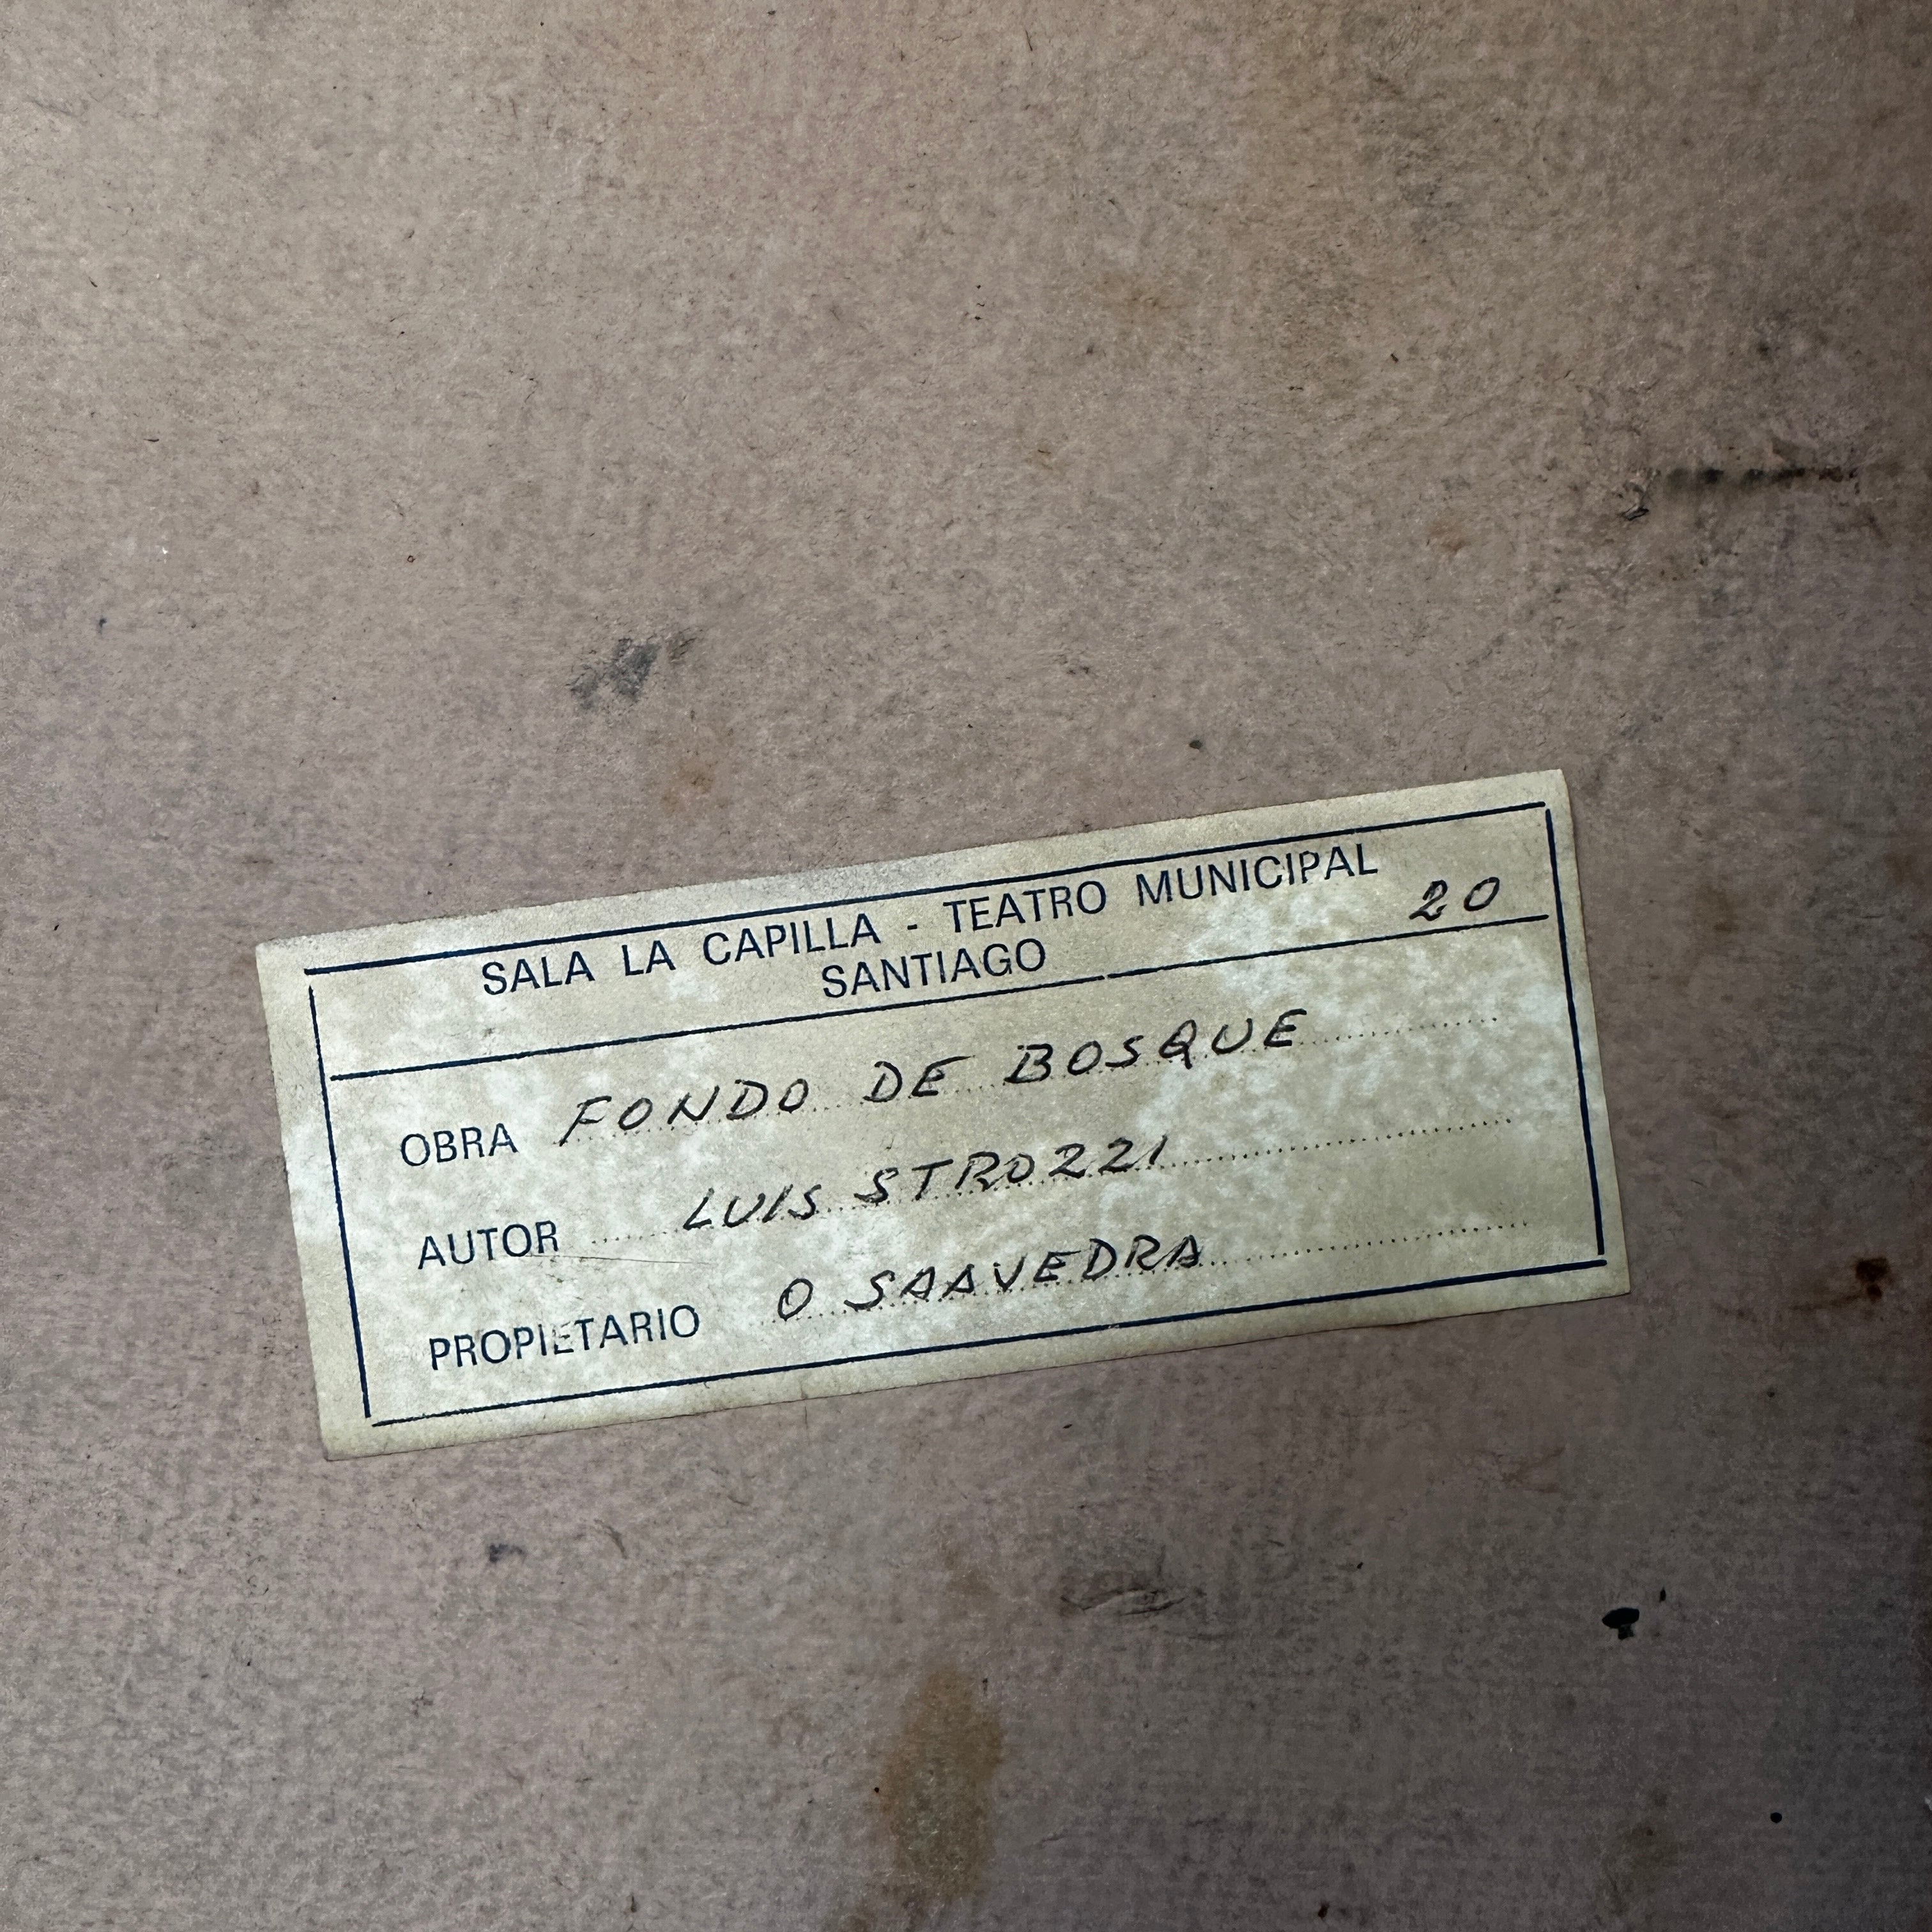 SALA LA CAPILLA - TEATRO MUNICIPAL
SANTIAGO
20
OBRA FONDO DE BOSQUE
AUTOR LUIS STROZZI
PROPIETARIO O SAAVEDRA